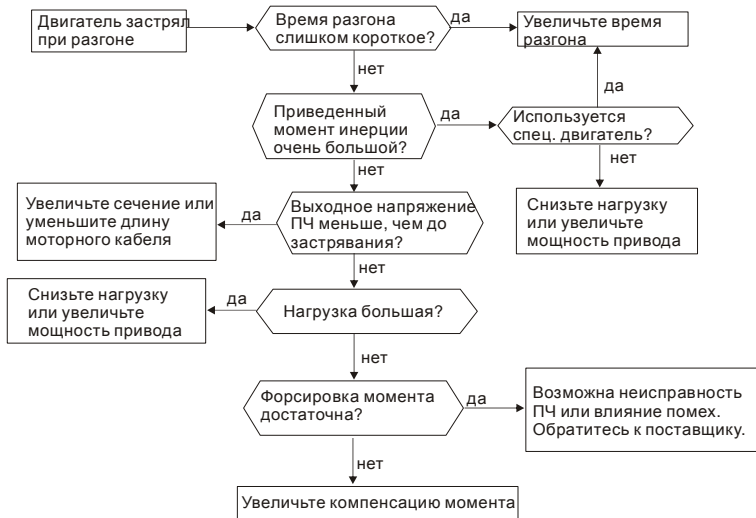 Двигатель застрял
при разгоне
Время разгона
слишком короткое?
да
Увеличьте время
разгона
нет
да
Приведенный
момент инерции
очень большой?
да
Используется
спец. двигатель?
нет
нет
Увеличьте сечение или
уменьшите длину
моторного кабеля
да
Выходное напряжение
ПЧ меньше, чем до
застрявания?
Снизьте нагрузку
или увеличьте
мощность привода
нет
Снизьте нагрузку
или увеличьте
мощность привода
да
Нагрузка большая?
нет
Форсировка момента
достаточна?
да
Возможна неисправность
ПЧ или влияние помех.
Обратитесь к поставщику.
нет
Увеличьте компенсацию момента